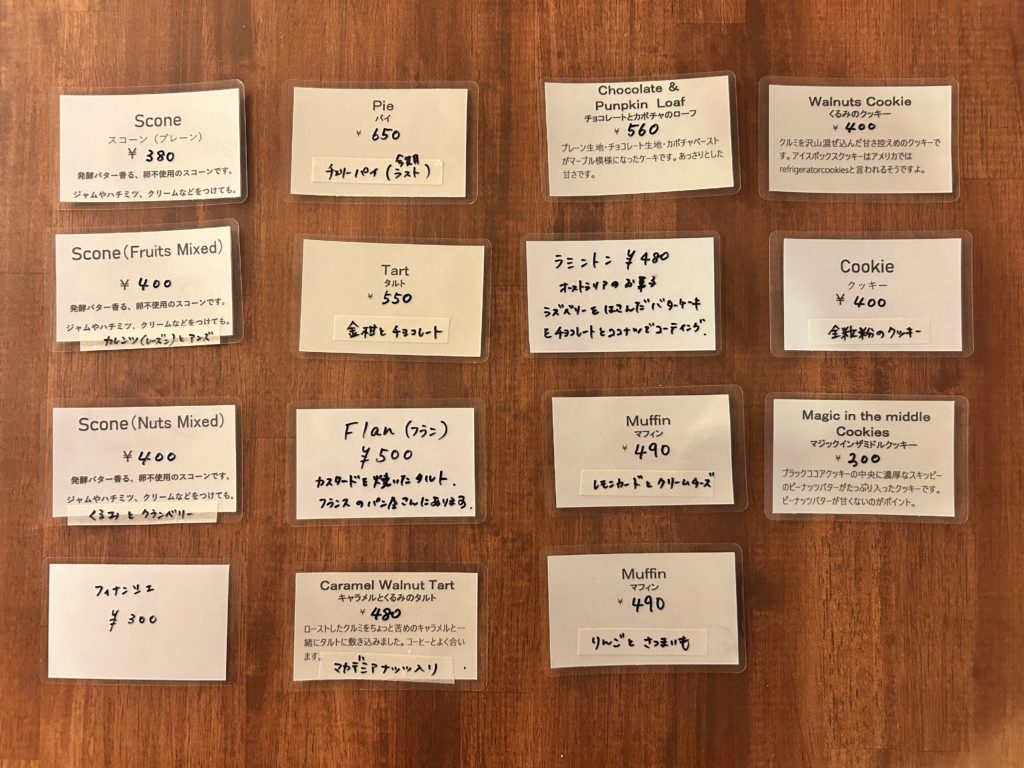 Scone
スコーン (プレーン)
¥ 380
発酵バター香る、卵不使用のスコーンです。
ジャムやハチミツ、クリームなどをつけても。
Pie
パイ
¥ 650
チェリーパイ (今期ラスト)
Chocolate &
Punpkin Loaf
チョコレートとカボチャのローフ
¥ 560
プレーン生地・チョコレート生地・カボチャペースト
がマーブル模様になったケーキです。あっさりとした
甘さです。
Walnuts Cookie
くるみのクッキー
¥ 400
クルミを沢山混ぜ込んだ甘さ控えめのクッキーで
す。アイスボックスクッキーはアメリカでは
refrigeratorcookiesと言われるそうですよ。
Scone(Fruits Mixed)
¥ 400
発酵バター香る、卵不使用のスコーンです。
ジャムやハチミツ、クリームなどをつけても。
カレンツ(レーズン)とアンズ
Tart
タルト
¥ 550
金柑とチョコレート
ラミントン ¥480
オーストラリアのお菓子
ラズベリーをはさんだバターケーキ
をチョコレートとココナツでコーティング.
Cookie
クッキー
¥ 400
全粒粉のクッキー
Scone(Nuts Mixed)
¥ 400
発酵バター香る、卵不使用のスコーンです。
ジャムやハチミツ、クリームなどをつけても。
くるみとクランベリー
Flan (フラン)
¥500
カスタードを焼いたタルト.
フランスのパン屋さんにあります.
Muffin
マフィン
¥ 490
レモンカードとクリームチーズ
Magic in the middle
Cookies
マジックインザミドルクッキー
¥ 300
ブラックココアクッキーの中央に濃厚なスキッピー
のピーナッツバターがたっぷり入ったクッキーです。
ピーナッツバターが甘くないのがポイント。
フィナンシェ
¥ 300
Caramel Walnut Tart
キャラメルとくるみのタルト
¥ 480
ローストしたクルミをちょっと苦めのキャラメルと一
緒にタルトに敷き込みました。コーヒーとよく合い
ます。
マカデミアナッツ入り
Muffin
マフィン
¥ 490
りんごとさつまいも